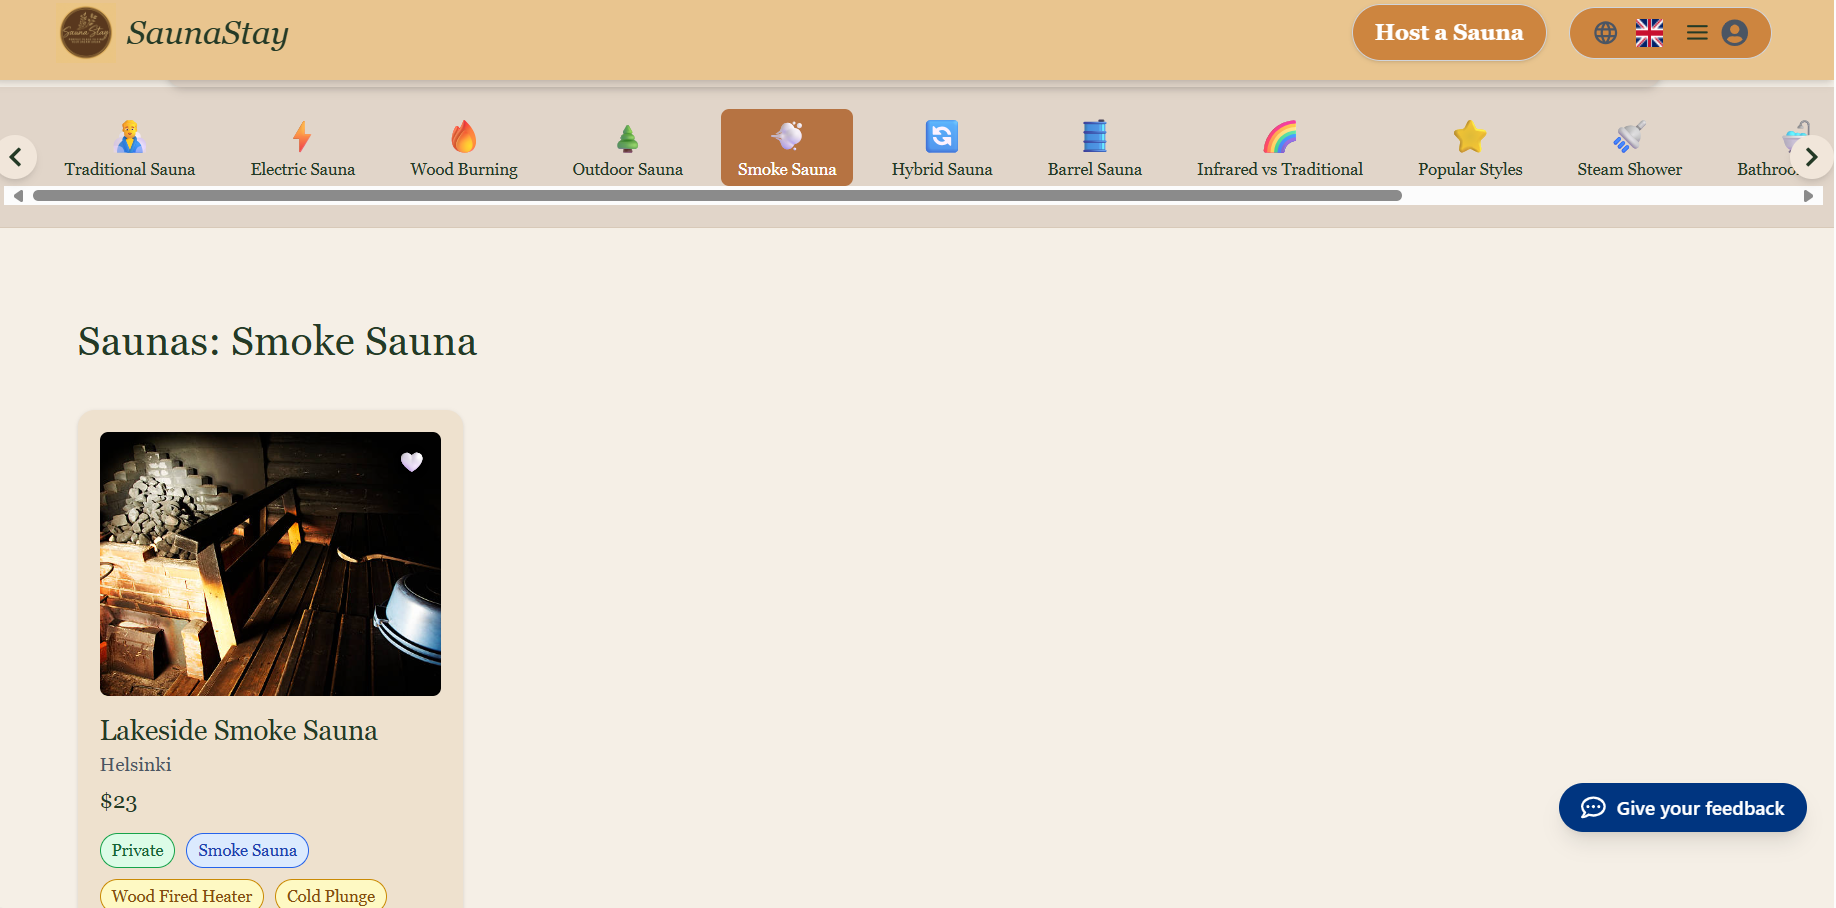 SaunaStay
SaunaStay
Host a Sauna
Traditional Sauna
Electric Sauna
Wood Burning
Outdoor Sauna
Smoke Sauna
Hybrid Sauna
Barrel Sauna
Infrared vs Traditional
Popular Styles
Steam Shower
Saunas: Smoke Sauna
Lakeside Smoke Sauna
Helsinki
$23
Private
Smoke Sauna
Wood Fired Heater
Cold Plunge
Give your feedback